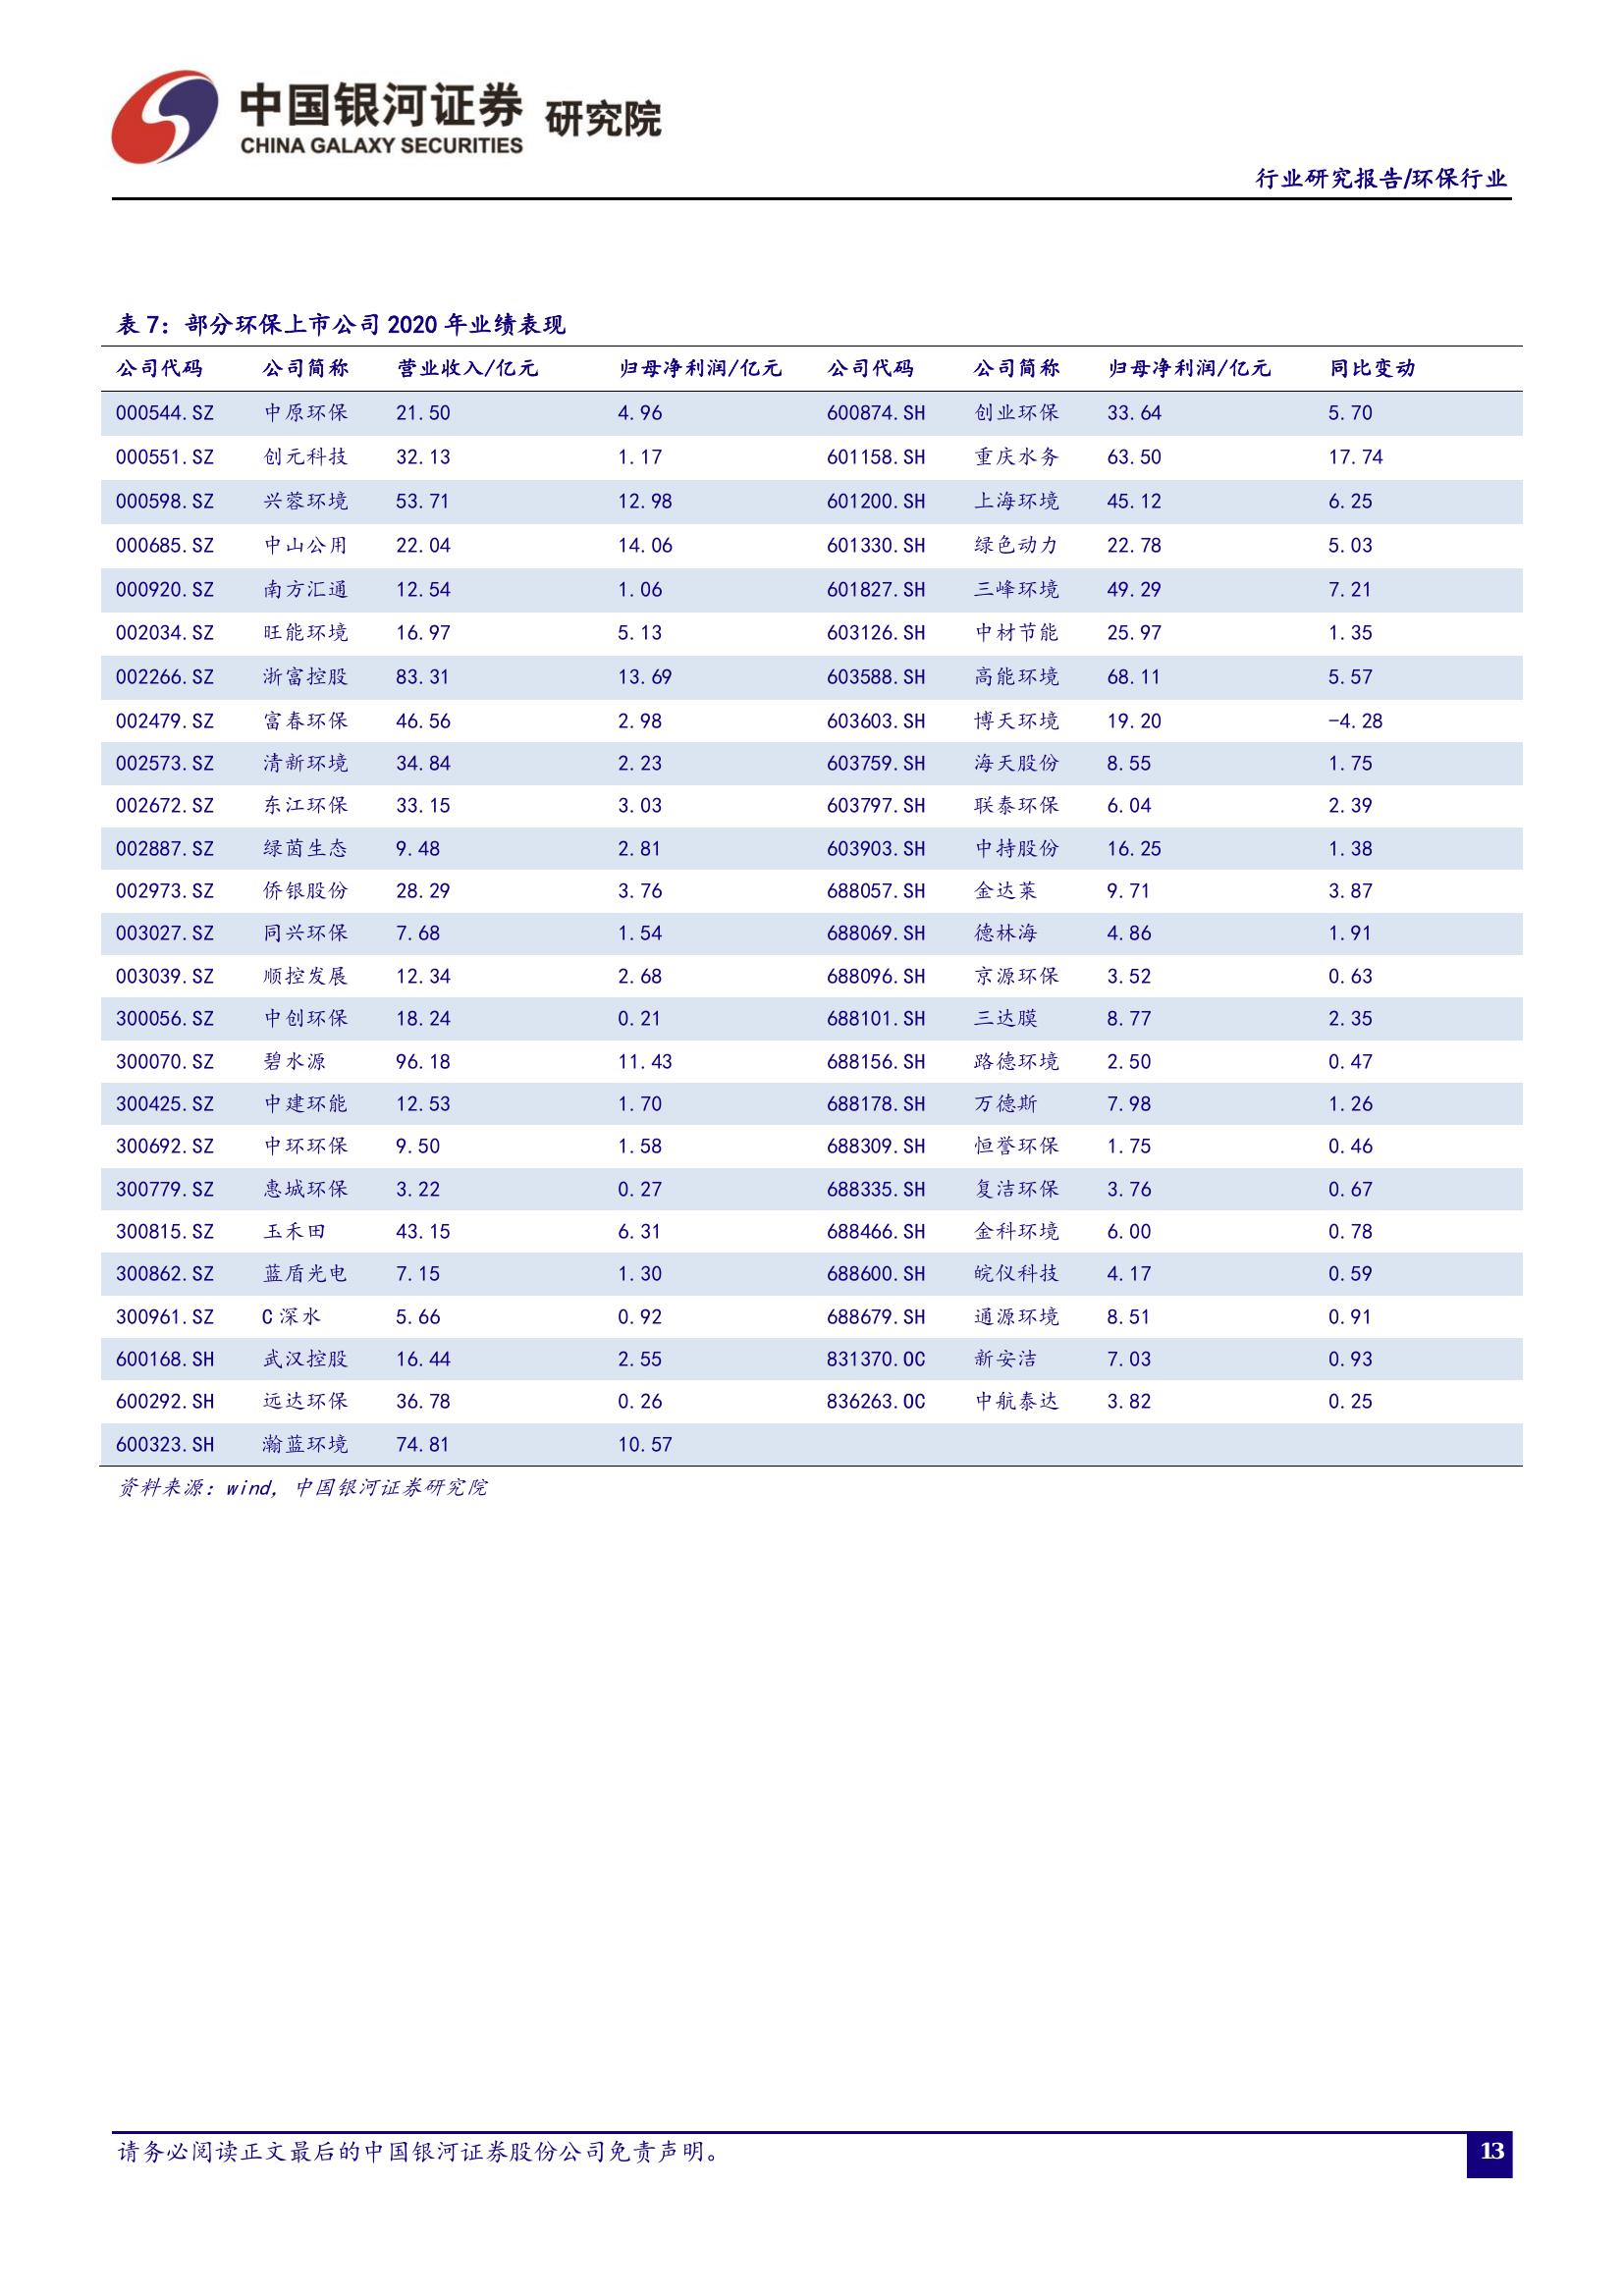 中国银河证券 研究院
CHINA GALAXY SECURITIES
行业研究报告/环保行业
表 7：部分环保上市公司 2020 年业绩表现
公司代码 公司简称 营业收入/亿元 归母净利润/亿元 公司代码 公司简称 归母净利润/亿元 同比变动
000544.SZ 中原环保 21.50 4.96 600874.SH 创业环保 33.64 5.70
000551.SZ 创元科技 32.13 1.17 601158.SH 重庆水务 63.50 17.74
000598.SZ 兴蓉环境 53.71 12.98 601200.SH 上海环境 45.12 6.25
000685.SZ 中山公用 22.04 14.06 601330.SH 绿色动力 22.78 5.03
000920.SZ 南方汇通 12.54 1.06 601827.SH 三峰环境 49.29 7.21
002034.SZ 旺能环境 16.97 5.13 603126.SH 中材节能 25.97 1.35
002266.SZ 浙富控股 83.31 13.69 603588.SH 高能环境 68.11 5.57
002479.SZ 富春环保 46.56 2.98 603603.SH 博天环境 19.20 -4.28
002573.SZ 清新环境 34.84 2.23 603759.SH 海天股份 8.55 1.75
002672.SZ 东江环保 33.15 3.03 603797.SH 联泰环保 6.04 2.39
002887.SZ 绿茵生态 9.48 2.81 603903.SH 中持股份 16.25 1.38
002973.SZ 侨银股份 28.29 3.76 688057.SH 金达莱 9.71 3.87
003027.SZ 同兴环保 7.68 1.54 688069.SH 德林海 4.86 1.91
003039.SZ 顺控发展 12.34 2.68 688096.SH 京源环保 3.52 0.63
300056.SZ 中创环保 18.24 0.21 688101.SH 三达膜 8.77 2.35
300070.SZ 碧水源 96.18 11.43 688156.SH 路德环境 2.50 0.47
300425.SZ 中建环能 12.53 1.70 688178.SH 万德斯 7.98 1.26
300692.SZ 中环环保 9.50 1.58 688309.SH 恒誉环保 1.75 0.46
300779.SZ 惠城环保 3.22 0.27 688335.SH 复洁环保 3.76 0.67
300815.SZ 玉禾田 43.15 6.31 688466.SH 金科环境 6.00 0.78
300862.SZ 蓝盾光电 7.15 1.30 688600.SH 皖仪科技 4.17 0.59
300961.SZ C 深水 5.66 0.92 688679.SH 通源环境 8.51 0.91
600168.SH 武汉控股 16.44 2.55 831370.OC 新安洁 7.03 0.93
600292.SH 远达环保 36.78 0.26 836263.OC 中航泰达 3.82 0.25
600323.SH 瀚蓝环境 74.81 10.57
资料来源：wind，中国银河证券研究院
请务必阅读正文最后的中国银河证券股份公司免责声明。
13